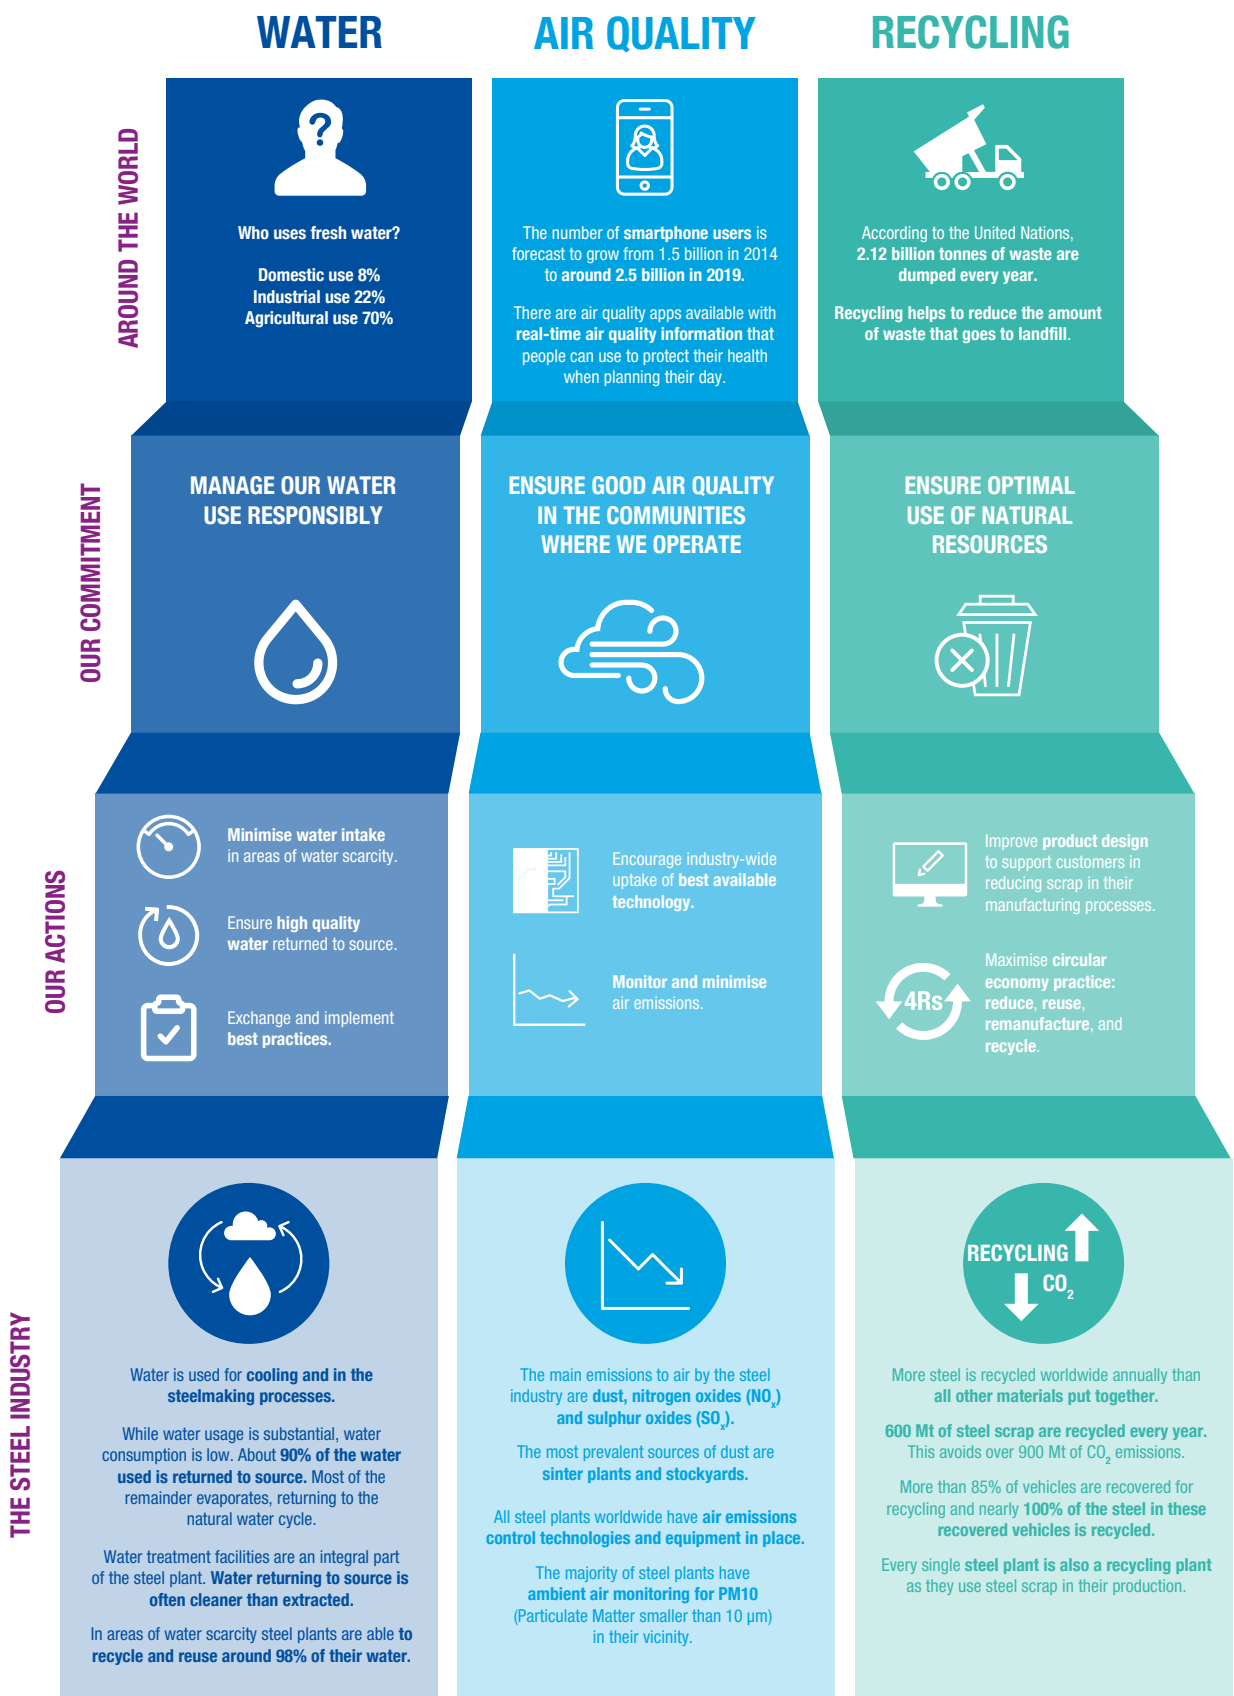 WATER
AIR QUALITY
RECYCLING
AROUND THE WORLD
Who uses fresh water?
Domestic use 8%
Industrial use 22%
Agricultural use 70%
The number of smartphone users is
forecast to grow from 1.5 billion in 2014
to around 2.5 billion in 2019.
There are air quality apps available with
real-time air quality information that
people can use to protect their health
when planning their day.
According to the United Nations,
2.12 billion tonnes of waste are
dumped every year.
Recycling helps to reduce the amount
of waste that goes to landfill.
OUR COMMITMENT
MANAGE OUR WATER
USE RESPONSIBLY
ENSURE GOOD AIR QUALITY
IN THE COMMUNITIES
WHERE WE OPERATE
ENSURE OPTIMAL
USE OF NATURAL
RESOURCES
OUR ACTIONS
Minimise water intake
in areas of water scarcity.
Ensure high quality
water returned to source.
Exchange and implement
best practices.
Encourage industry-wide
uptake of best available
technology.
Monitor and minimise
air emissions.
Improve product design
to support customers in
reducing scrap in their
manufacturing processes.
4Rs
Maximise circular
economy practice:
reduce, reuse,
remanufacture, and
recycle.
THE STEEL INDUSTRY
Water is used for cooling and in the
steelmaking processes.
While water usage is substantial, water
consumption is low. About 90% of the water
used is returned to source. Most of the
remainder evaporates, returning to the
natural water cycle.
Water treatment facilities are an integral part
of the steel plant. Water returning to source is
often cleaner than extracted.
In areas of water scarcity steel plants are able to
recycle and reuse around 98% of their water.
The main emissions to air by the steel
industry are dust, nitrogen oxides (NOx)
and sulphur oxides (SOx).
The most prevalent sources of dust are
sinter plants and stockyards.
All steel plants worldwide have air emissions
control technologies and equipment in place.
The majority of steel plants have
ambient air monitoring for PM10
(Particulate Matter smaller than 10 μm)
in their vicinity.
RECYCLING
CO2
More steel is recycled worldwide annually than
all other materials put together.
600 Mt of steel scrap are recycled every year.
This avoids over 900 Mt of CO2 emissions.
More than 85% of vehicles are recovered for
recycling and nearly 100% of the steel in these
recovered vehicles is recycled.
Every single steel plant is also a recycling plant
as they use steel scrap in their production.